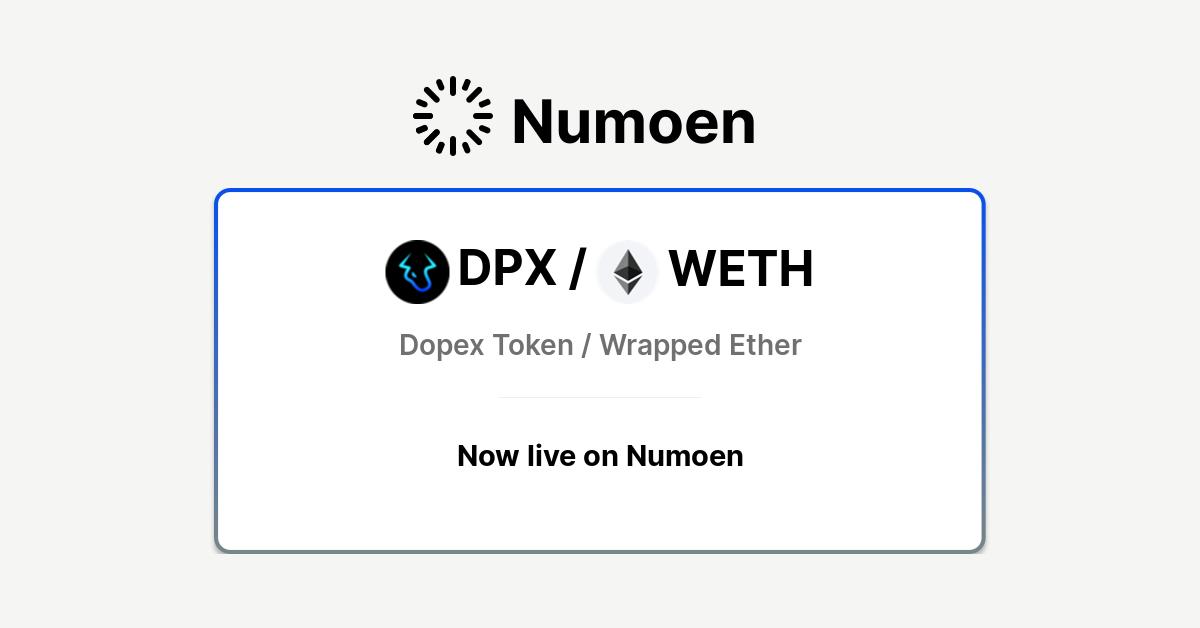 Numoen
DPX / WETH
Dopex Token / Wrapped Ether
Now live on Numoen